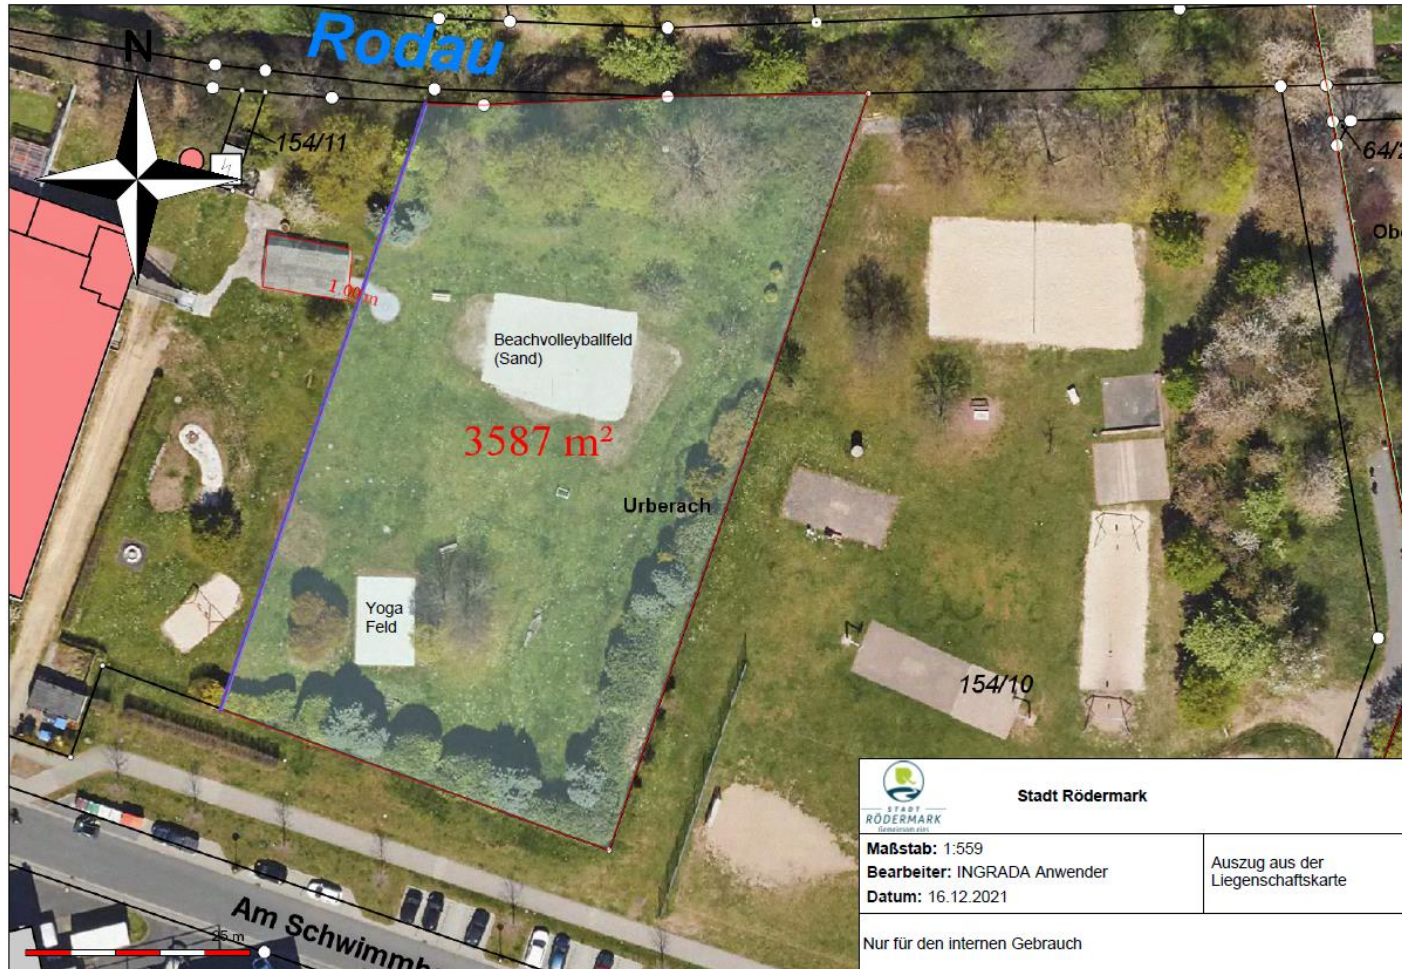 Rodau
N
154/11
64/2
Obe
1.00 m
Beachvolleyballfeld
(Sand)
3587 m²
Urberach
Yoga
Feld
154/10
Am Schwimmb
25 m
STADT
RÖDERMARK
Gemeinsam eins
Stadt Rödermark
Maßstab: 1:559
Bearbeiter: INGRADA Anwender
Datum: 16.12.2021
Auszug aus der
Liegenschaftskarte
Nur für den internen Gebrauch